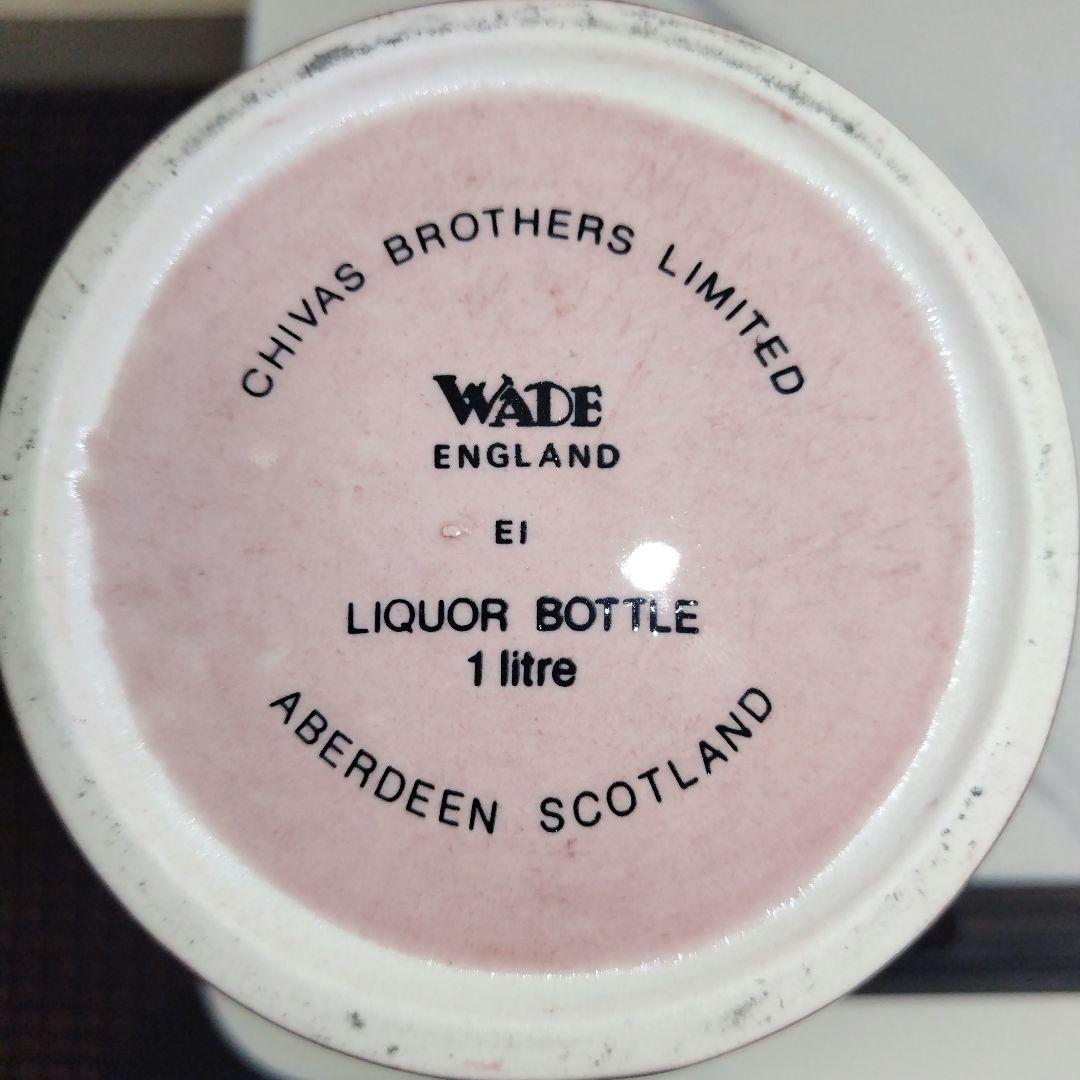 CHIVAS BROTHERS LIMITED
WADE
ENGLAND
EI
LIQUOR BOTTLE
1 litre
ABERDEEN SCOTLAND